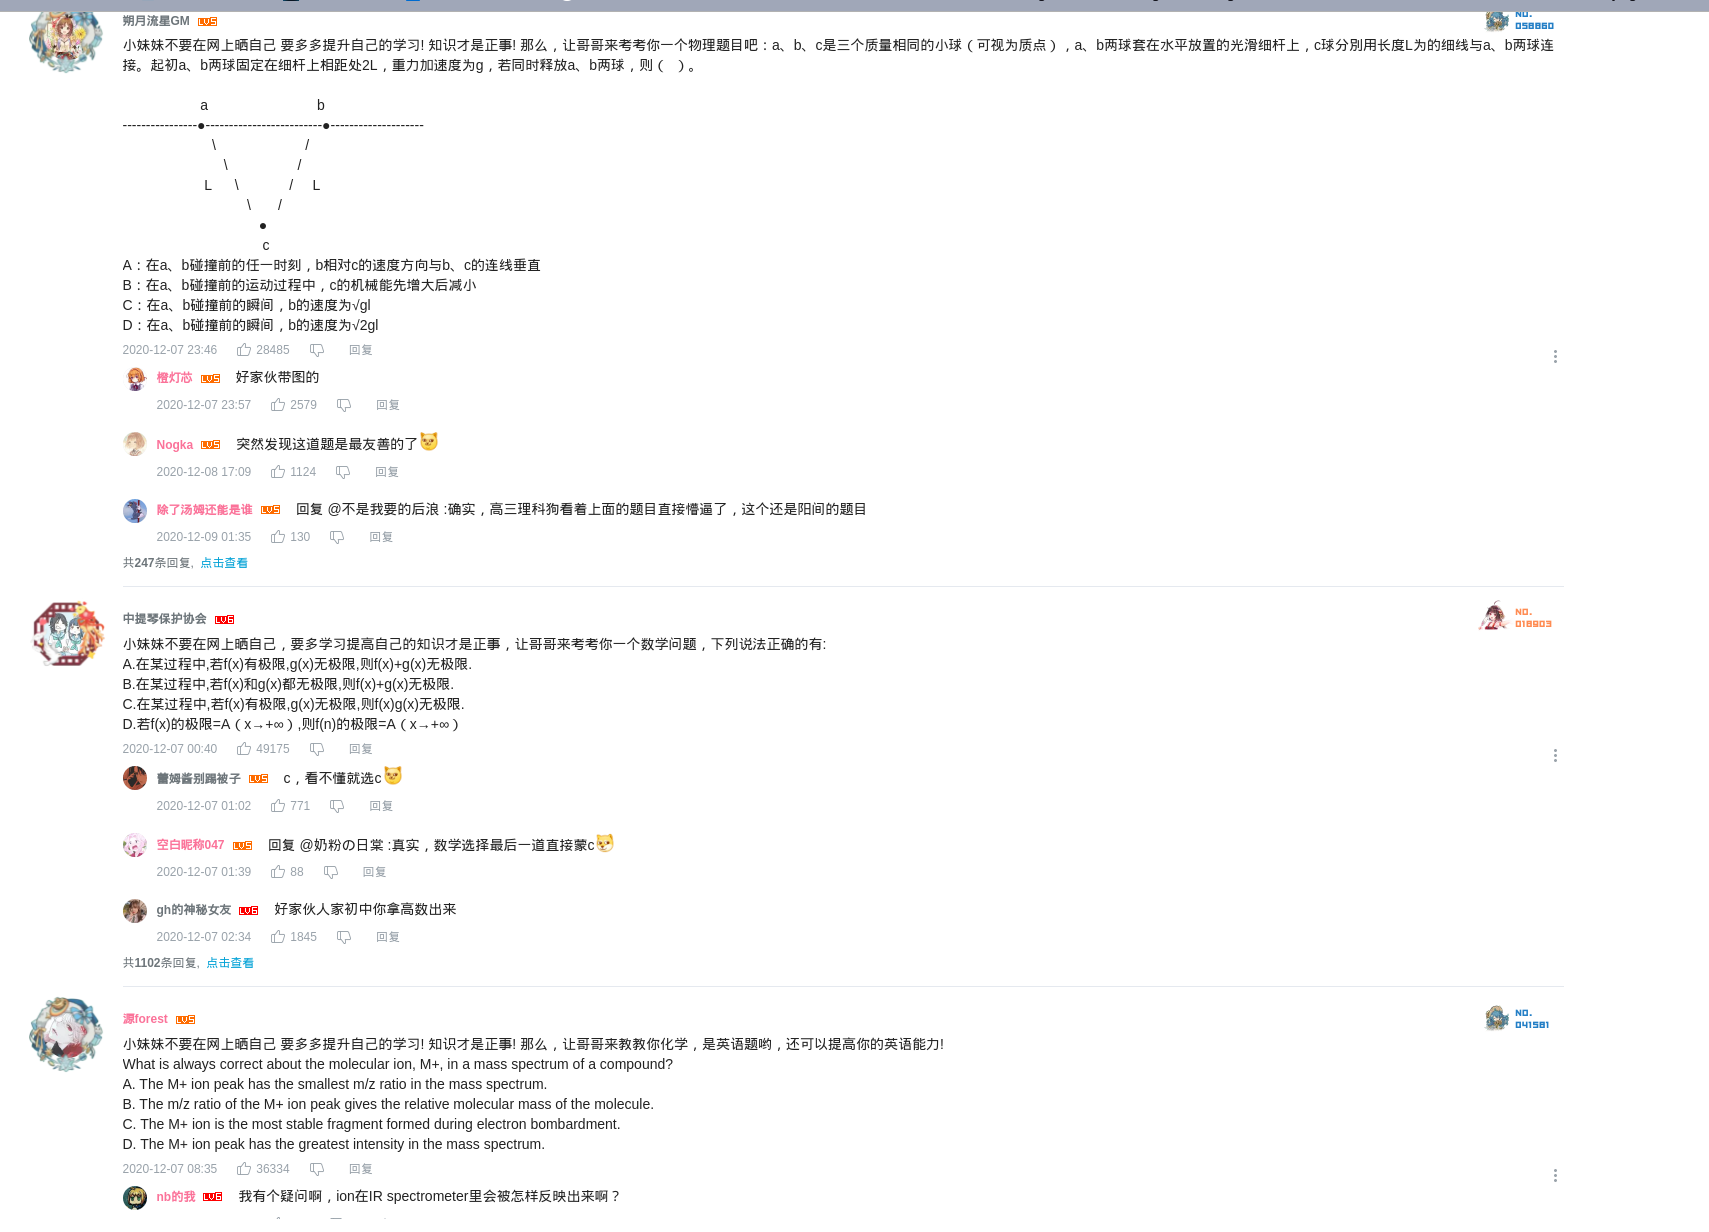 朔月流星GM LV5
NO.
058860
小妹妹不要在网上晒自己 要多多提升自己的学习! 知识才是正事! 那么，让哥哥来考考你一个物理题目吧：a、b、c是三个质量相同的小球（可视为质点），a、b两球套在水平放置的光滑细杆上，c球分別用长度L为的细线与a、b两球连
接。起初a、b两球固定在细杆上相距处2L，重力加速度为g，若同时释放a、b两球，则（　）。
a b
----------------●-------------------------●--------------------
\ /
\ /
L \ / L
\ /
●
c
A：在a、b碰撞前的任一时刻，b相对c的速度方向与b、c的连线垂直
B：在a、b碰撞前的运动过程中，c的机械能先增大后减小
C：在a、b碰撞前的瞬间，b的速度为√gl
D：在a、b碰撞前的瞬间，b的速度为√2gl
2020-12-07 23:46 28485 回复
橙灯芯 LV5 好家伙带图的
2020-12-07 23:57 2579 回复
Nogka LV5 突然发现这道题是最友善的了
2020-12-08 17:09 1124 回复
除了汤姆还能是谁 LV5 回复 @不是我要的后浪 :确实，高三理科狗看着上面的题目直接懵逼了，这个还是阳间的题目
2020-12-09 01:35 130 回复
共247条回复, 点击查看
中提琴保护协会 LV6
NO.
018903
小妹妹不要在网上晒自己，要多学习提高自己的知识才是正事，让哥哥来考考你一个数学问题，下列说法正确的有:
A.在某过程中,若f(x)有极限,g(x)无极限,则f(x)+g(x)无极限.
B.在某过程中,若f(x)和g(x)都无极限,则f(x)+g(x)无极限.
C.在某过程中,若f(x)有极限,g(x)无极限,则f(x)g(x)无极限.
D.若f(x)的极限=A（x→+∞）,则f(n)的极限=A（x→+∞）
2020-12-07 00:40 49175 回复
蕾姆酱别踢被子 LV5 c，看不懂就选c
2020-12-07 01:02 771 回复
空白昵称047 LV5 回复 @奶粉の日棠 :真实，数学选择最后一道直接蒙c
2020-12-07 01:39 88 回复
gh的神秘女友 LV6 好家伙人家初中你拿高数出来
2020-12-07 02:34 1845 回复
共1102条回复, 点击查看
源forest LV5
NO.
041581
小妹妹不要在网上晒自己 要多多提升自己的学习! 知识才是正事! 那么，让哥哥来教教你化学，是英语题哟，还可以提高你的英语能力!
What is always correct about the molecular ion, M+, in a mass spectrum of a compound?
A. The M+ ion peak has the smallest m/z ratio in the mass spectrum.
B. The m/z ratio of the M+ ion peak gives the relative molecular mass of the molecule.
C. The M+ ion is the most stable fragment formed during electron bombardment.
D. The M+ ion peak has the greatest intensity in the mass spectrum.
2020-12-07 08:35 36334 回复
nb的我 LV6 我有个疑问啊，ion在IR spectrometer里会被怎样反映出来啊？